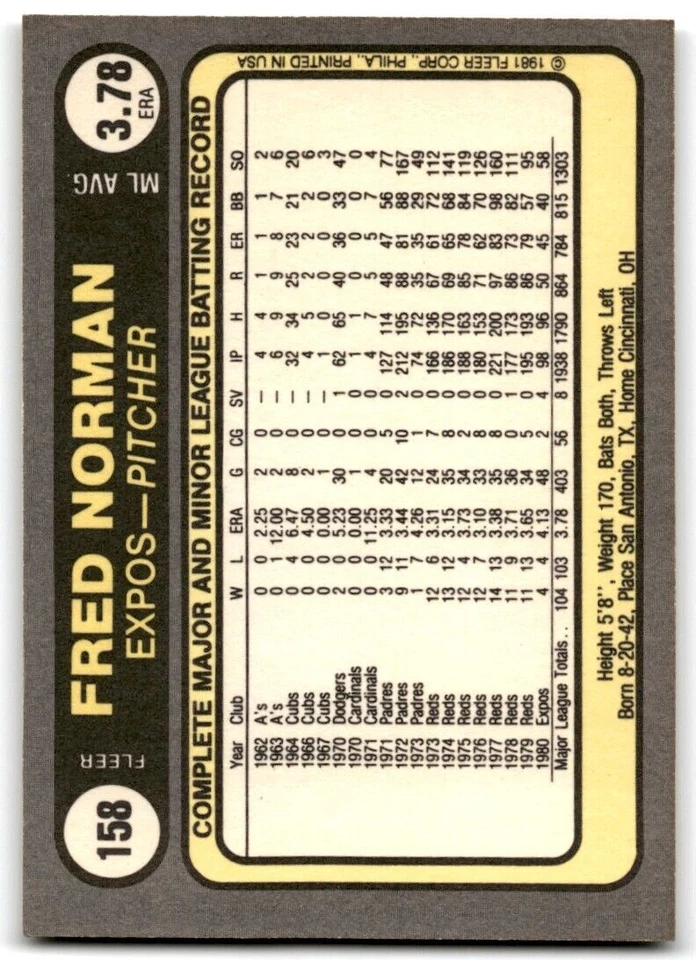 158
FLEER
FRED NORMAN
EXPOS—PITCHER
ML AVG.
3.78
ERA
COMPLETE MAJOR AND MINOR LEAGUE BATTING RECORD
Year Club W L ERA G CG SV IP H R ER BB SO
1962 A's 0 0 2.25 2 0 — 4 4 1 1 1 2
1963 A's 0 1 12.00 2 0 — 6 9 9 8 7 6
1964 Cubs 0 4 6.47 8 0 — 32 34 25 23 21 20
1966 Cubs 0 0 4.50 2 0 — 4 5 2 2 2 6
1967 Cubs 0 0 0.00 1 0 — 1 0 0 0 0 3
1970 Dodgers 2 0 5.23 30 0 1 62 65 40 36 33 47
1970 Cardinals 0 0 0.00 1 0 0 1 1 0 0 0 0
1971 Cardinals 0 0 11.25 4 0 0 4 7 5 5 7 4
1971 Padres 3 12 3.33 20 5 0 127 114 48 47 56 77
1972 Padres 9 11 3.44 42 10 2 212 195 88 81 88 167
1973 Padres 1 7 4.26 12 1 0 74 72 35 35 29 49
1973 Reds 12 6 3.31 24 7 0 166 136 67 61 72 112
1974 Reds 13 12 3.15 35 8 0 186 170 69 65 68 141
1975 Reds 12 4 3.73 34 2 0 188 163 85 78 84 119
1976 Reds 12 7 3.10 33 8 0 180 153 71 62 70 126
1977 Reds 14 13 3.38 35 8 0 221 200 97 83 98 160
1978 Reds 11 9 3.71 36 0 1 177 173 86 73 82 111
1979 Reds 11 13 3.65 34 5 0 195 193 86 79 57 95
1980 Expos 4 4 4.13 48 2 4 98 96 50 45 40 58
Major League Totals.. 104 103 3.78 403 56 8 1938 1790 864 784 815 1303
Height 5'8'', Weight 170, Bats Both, Throws Left
Born 8-20-42, Place San Antonio, TX, Home Cincinnati, OH
© 1981 FLEER CORP., PHILA., PRINTED IN USA